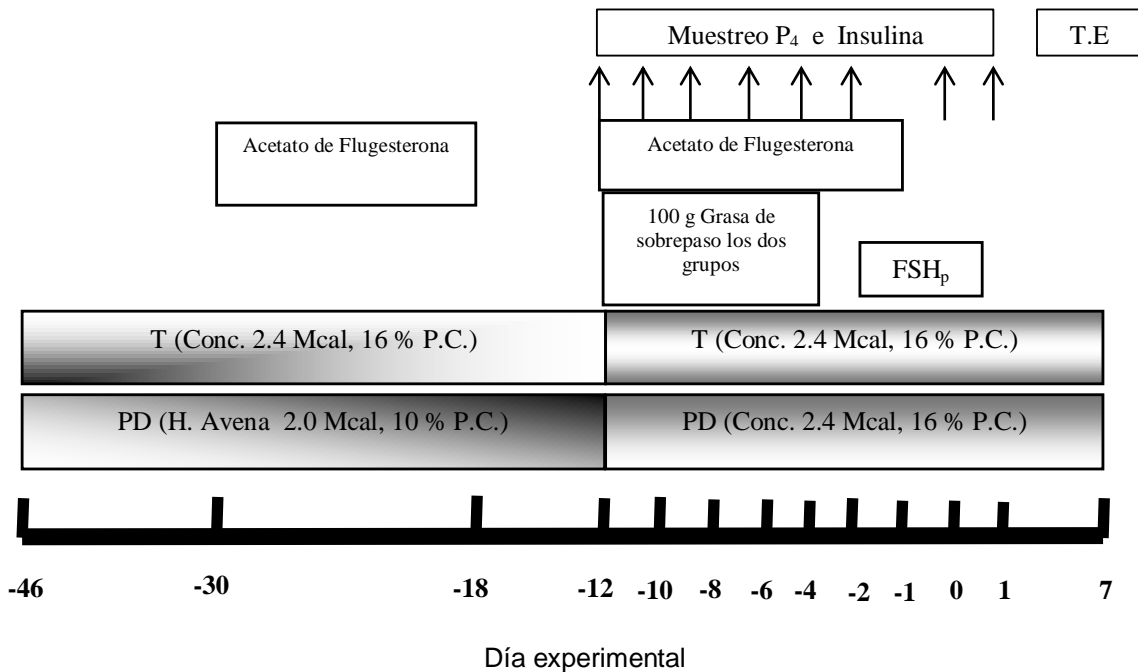 Muestreo P₄ e Insulina
T.E
Acetato de Flugesterona
Acetato de Flugesterona
100 g Grasa de
sobrepaso los dos
grupos
FSHₚ
T (Conc. 2.4 Mcal, 16 % P.C.)
T (Conc. 2.4 Mcal, 16 % P.C.)
PD (H. Avena 2.0 Mcal, 10 % P.C.)
PD (Conc. 2.4 Mcal, 16 % P.C.)
-46 -30 -18 -12 -10 -8 -6 -4 -2 -1 0 1 7
Día experimental